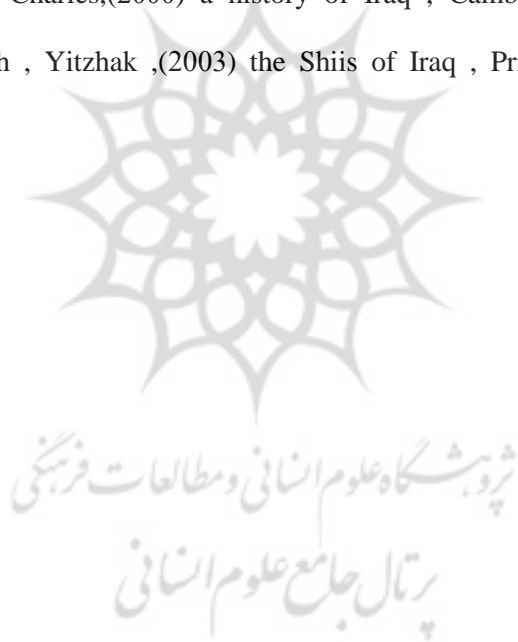 Charles,(2000) a history of Iraq , Camb
h , Yitzhak ,(2003) the Shiis of Iraq , Pri
پژوهشگاه علوم انسانی و مطالعات فرهنگی
پرتال جامع علوم انسانی